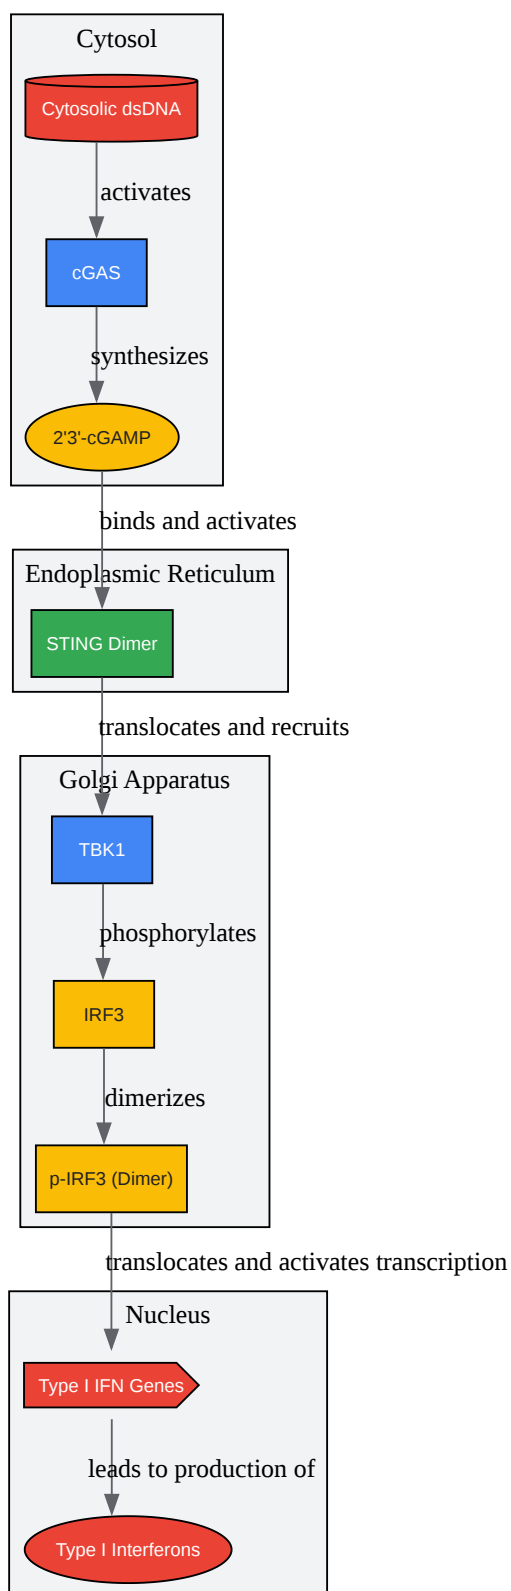 Cytosol
Cytosolic dsDNA
activates
cGAS
synthesizes
2'3'-cGAMP
binds and activates
Endoplasmic Reticulum
STING Dimer
translocates and recruits
Golgi Apparatus
TBK1
phosphorylates
IRF3
dimerizes
p-IRF3 (Dimer)
translocates and activates transcription
Nucleus
Type I IFN Genes
leads to production of
Type I Interferons